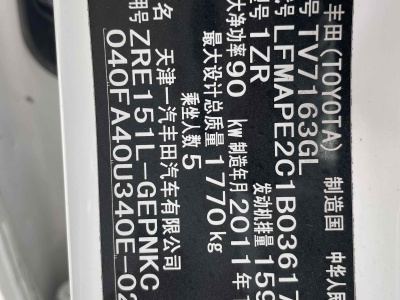 丰田 (TOYOTA) 制造国 中华人民
号 TV7163GL
号 LFMAPE2C1B03617
型号 1ZR 发动机排量 159
大净功率 90 kw 制造年月 2011年
最大设计总质量 1770kg
乘坐人数 5
名 天津一汽丰田汽车有限公司
ZRE151L-GEPNKC
040FA40U340E-02